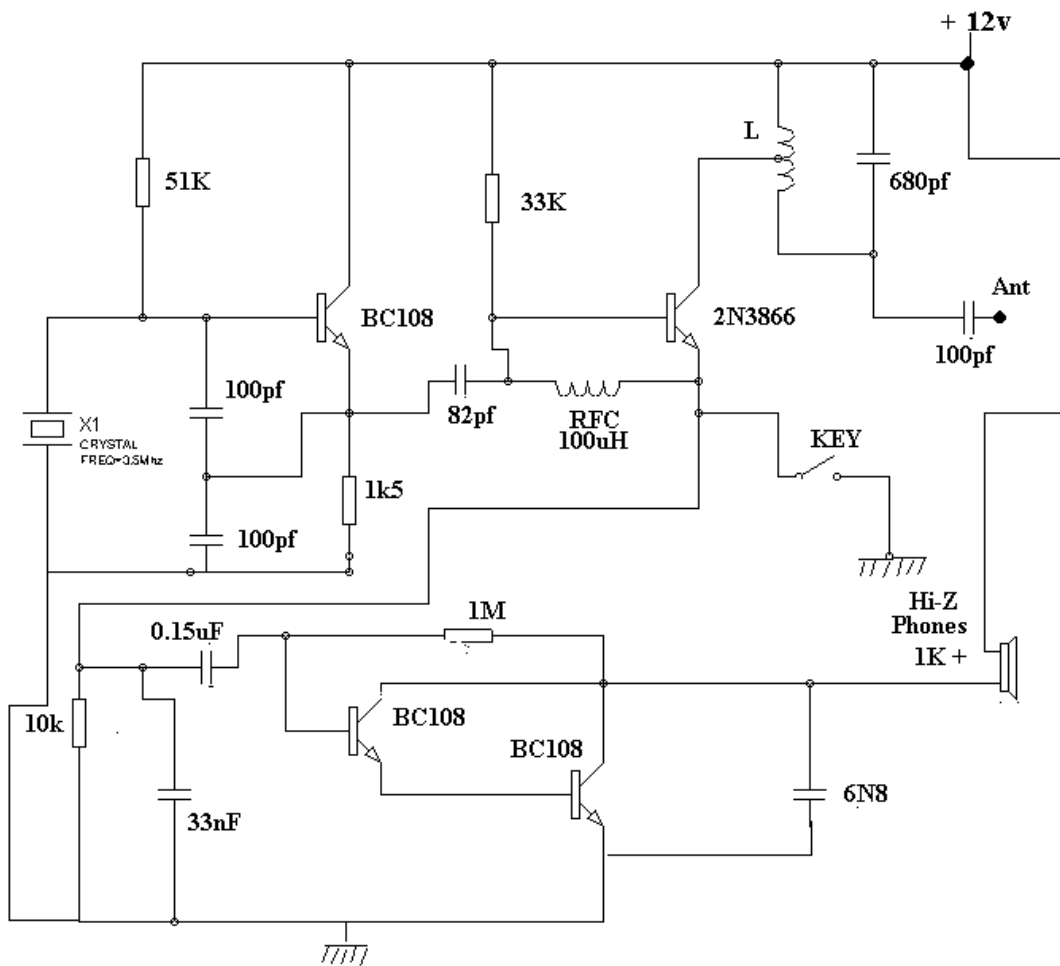 + 12v
L
51K
33K
680pf
Ant
BC108
2N3866
100pf
100pf
82pf
RFC
100uH
X1
CRYSTAL
FREQ=3.5Mhz
KEY
1k5
100pf
Hi-Z
Phones
1K +
1M
0.15uF
10k
BC108
BC108
6N8
33nF